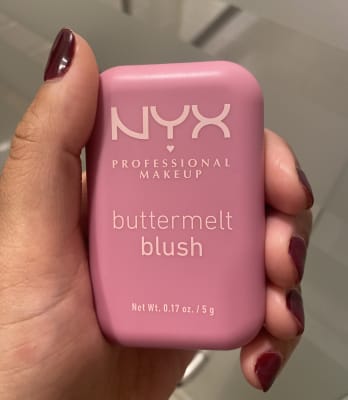 NYX
PROFESSIONAL
MAKEUP
buttermelt
blush
Net Wt. 0.17 oz. / 5 g